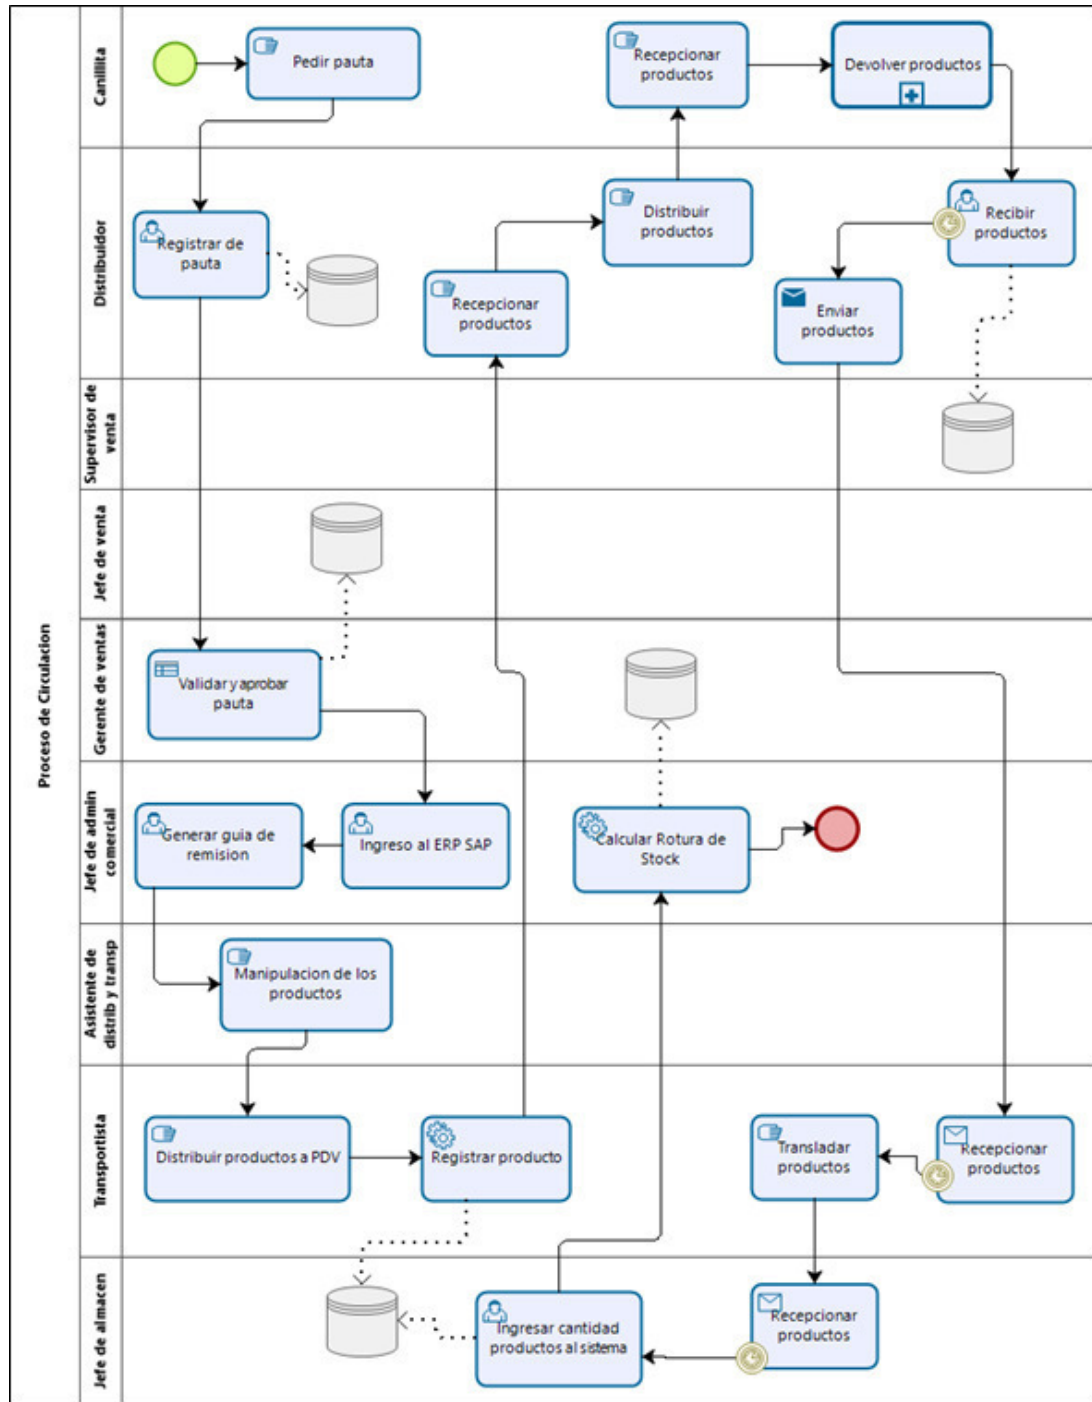 Proceso de Circulacion
Canillita
Pedir pauta
Recepcionar
productos
Devolver productos
Distribuidor
Registrar de
pauta
Recepcionar
productos
Distribuir
productos
Recibir
productos
Enviar
productos
Supervisor de
venta
Jefe de venta
Gerente de ventas
Validar y aprobar
pauta
Jefe de admin
comercial
Generar guia de
remision
Ingreso al ERP SAP
Calcular Rotura de
Stock
Asistente de
distrib y transp
Manipulacion de los
productos
Transportista
Distribuir productos a PDV
Registrar producto
Transladar
productos
Recepcionar
productos
Jefe de almacen
Ingresar cantidad
productos al sistema
Recepcionar
productos